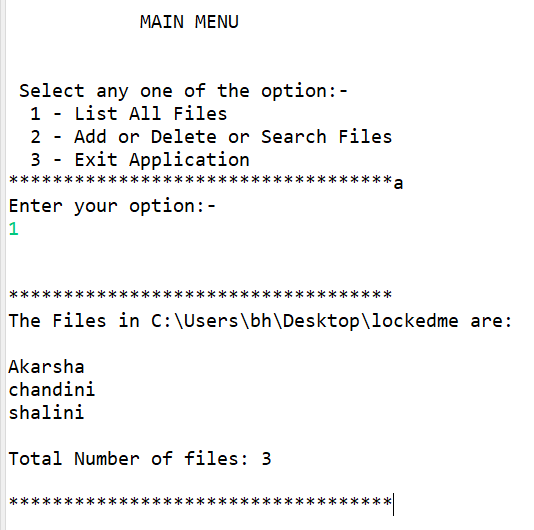 MAIN MENU
Select any one of the option:-
1 - List All Files
2 - Add or Delete or Search Files
3 - Exit Application
***********************************a
Enter your option:-
1
***********************************
The Files in C:\Users\bh\Desktop\lockedme are:
Akarsha
chandini
shalini
Total Number of files: 3
***********************************